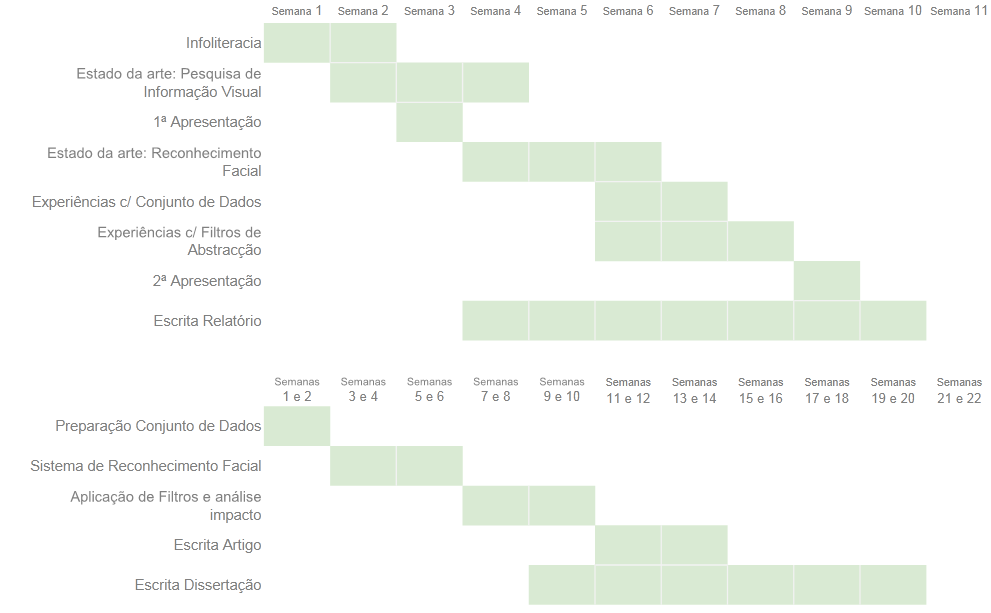 Semana 1 Semana 2 Semana 3 Semana 4 Semana 5 Semana 6 Semana 7 Semana 8 Semana 9 Semana 10 Semana 11
Infoliteracia
Estado da arte: Pesquisa de
Informação Visual
1ª Apresentação
Estado da arte: Reconhecimento
Facial
Experiências c/ Conjunto de Dados
Experiências c/ Filtros de
Abstracção
2ª Apresentação
Escrita Relatório
Semanas Semanas Semanas Semanas Semanas Semanas Semanas Semanas Semanas Semanas Semanas
1 e 2 3 e 4 5 e 6 7 e 8 9 e 10 11 e 12 13 e 14 15 e 16 17 e 18 19 e 20 21 e 22
Preparação Conjunto de Dados
Sistema de Reconhecimento Facial
Aplicação de Filtros e análise
impacto
Escrita Artigo
Escrita Dissertação